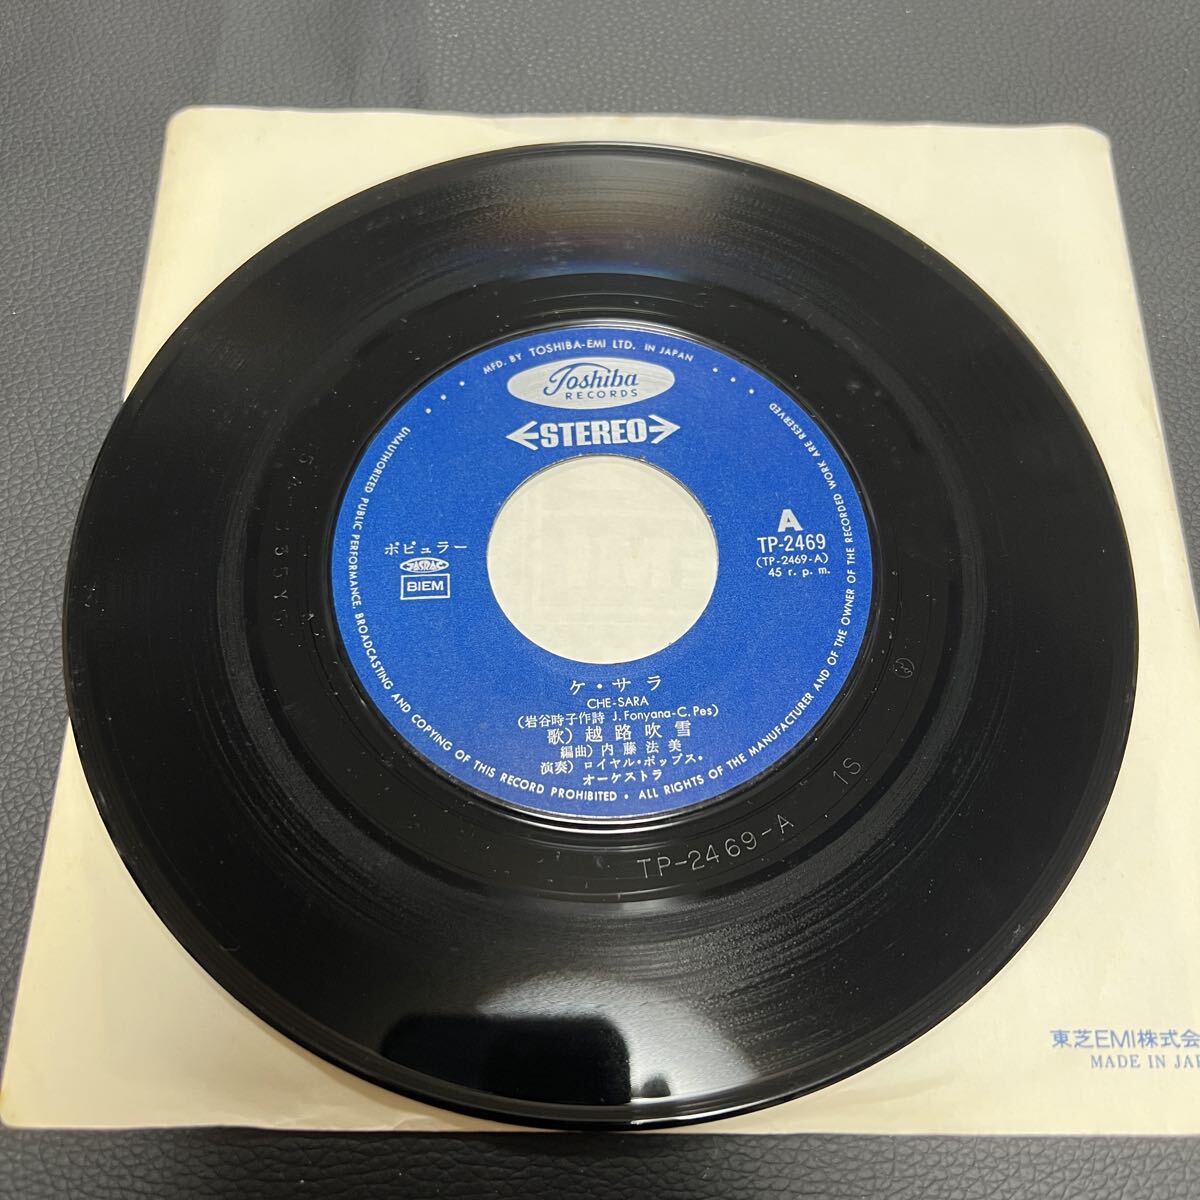 MFD. BY TOSHIBA-EMI LTD. IN JAPAN
Toshiba
RECORDS
STEREO
A
TP-2469
(TP-2469-A)
45 r. p. m.
ポピュラー
JASRAC
BIEM
ケ・サラ
CHE-SARA
(岩谷時子作詩 J. Fonyana-C. Pes)
歌) 越路吹雪
編曲) 内藤法美
演奏) ロイヤル・ポップス・
オーケストラ
UNAUTHORIZED PUBLIC PERFORMANCE, BROADCASTING AND COPYING OF THIS RECORD PROHIBITED • ALL RIGHTS OF THE MANUFACTURER AND OF THE OWNER OF THE RECORDED WORK ARE RESERVED
TP-2469-A 1S
東芝EMI株式会
MADE IN JAP